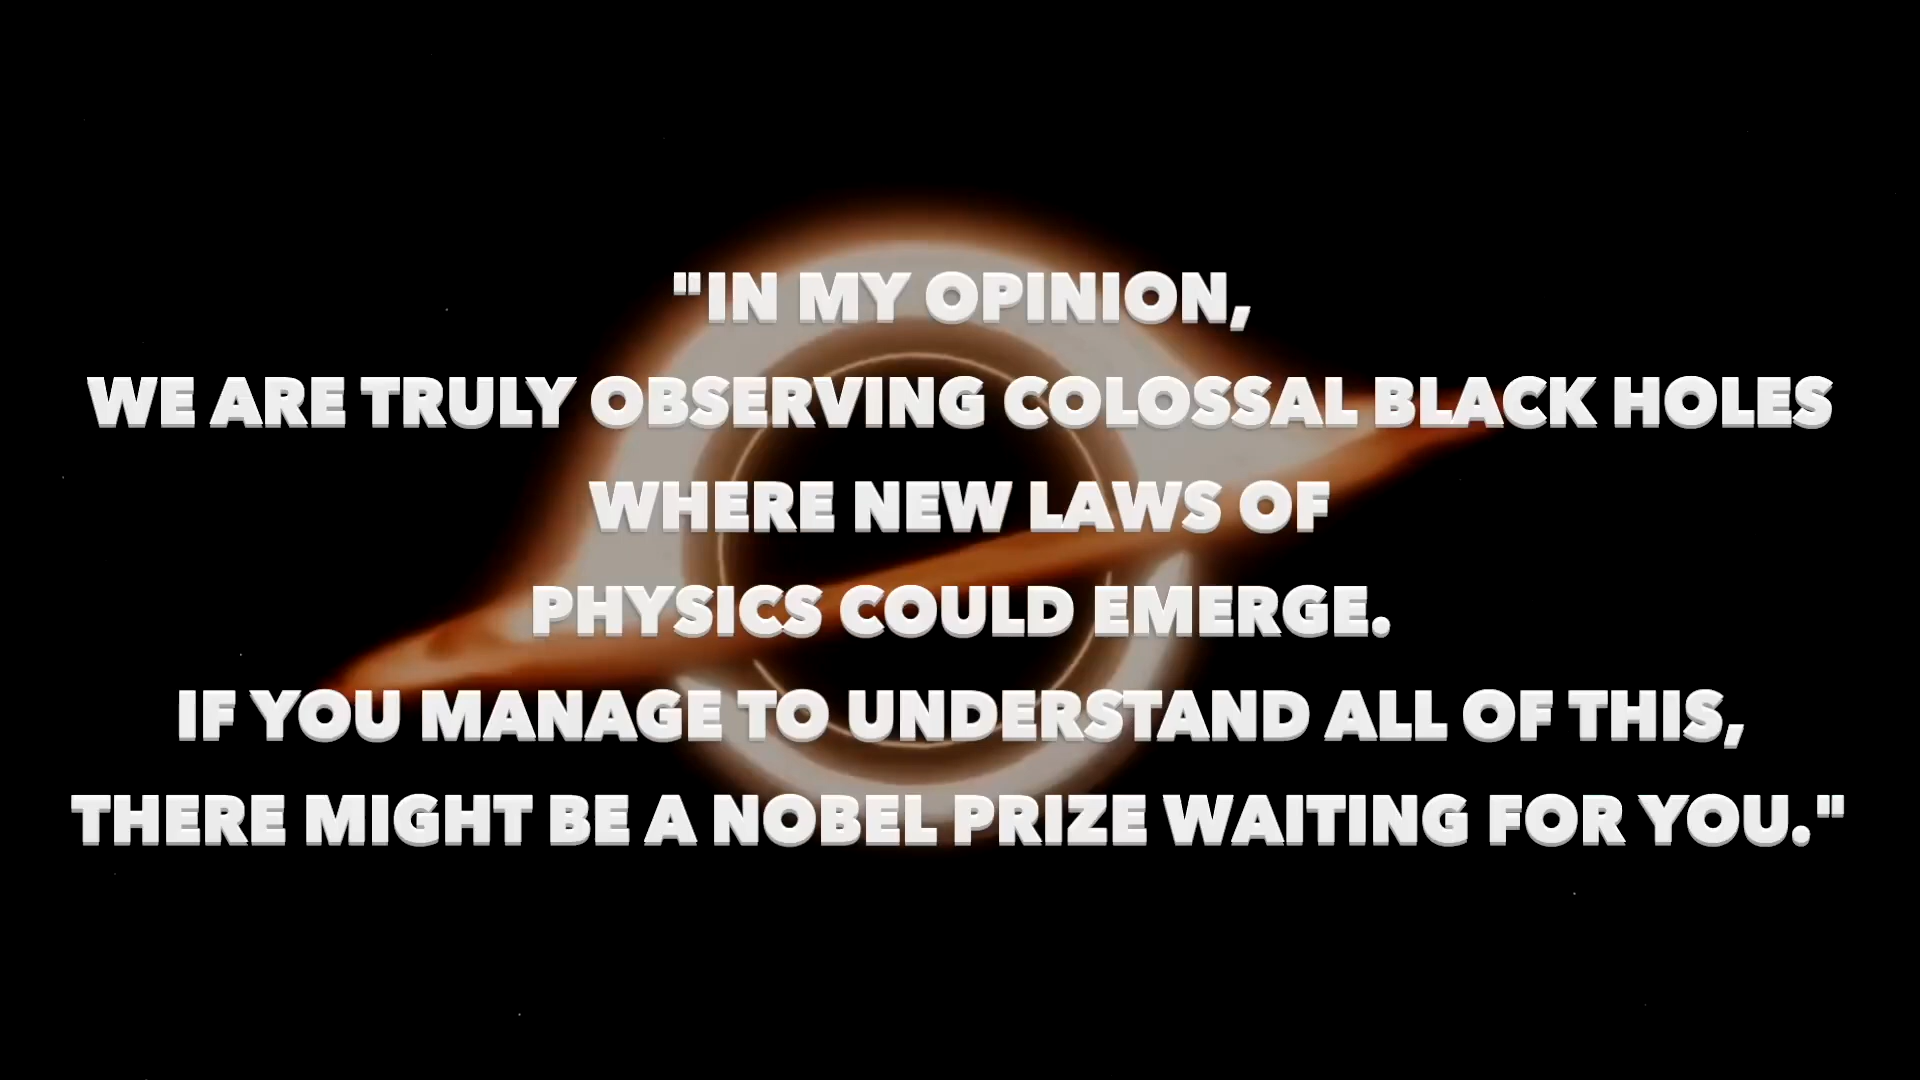 "IN MY OPINION,
WE ARE TRULY OBSERVING COLOSSAL BLACK HOLES
WHERE NEW LAWS OF
PHYSICS COULD EMERGE.
IF YOU MANAGE TO UNDERSTAND ALL OF THIS,
THERE MIGHT BE A NOBEL PRIZE WAITING FOR YOU."